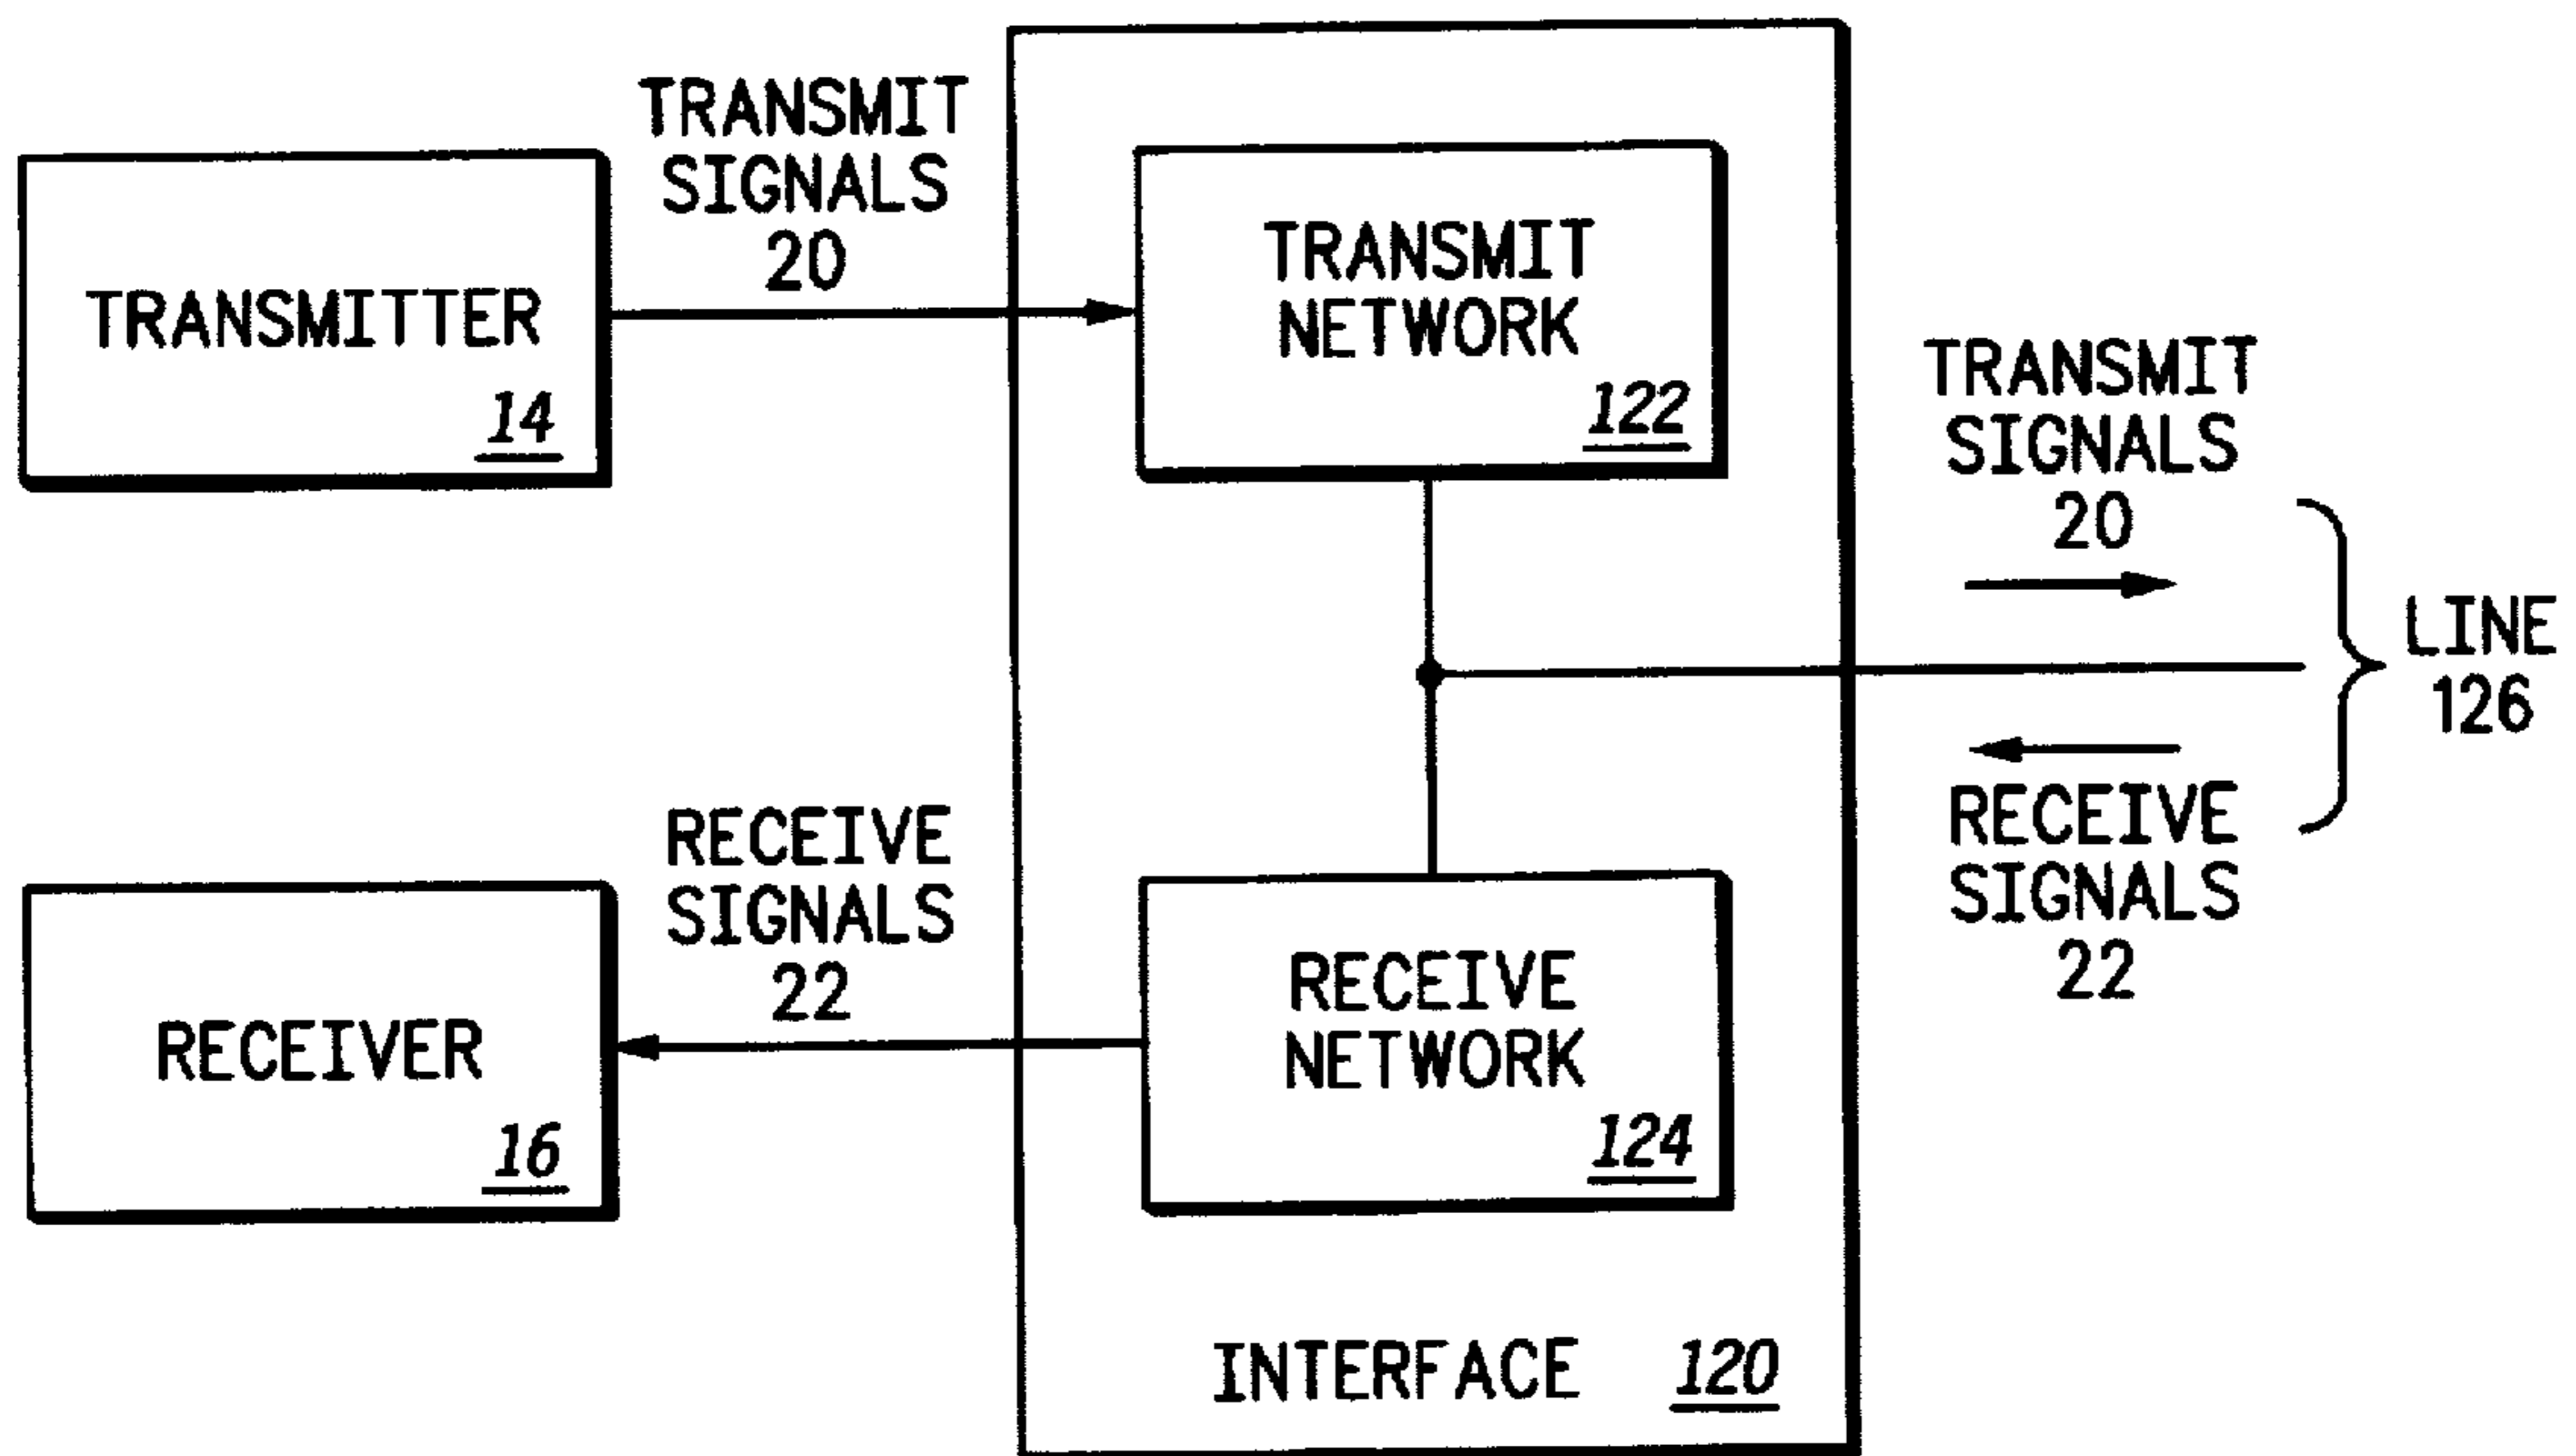 TRANSMITTER
14
TRANSMIT
SIGNALS
20
TRANSMIT
NETWORK
122
TRANSMIT
SIGNALS
20
LINE
126
RECEIVE
SIGNALS
22
RECEIVER
16
RECEIVE
SIGNALS
22
RECEIVE
NETWORK
124
INTERFACE 120